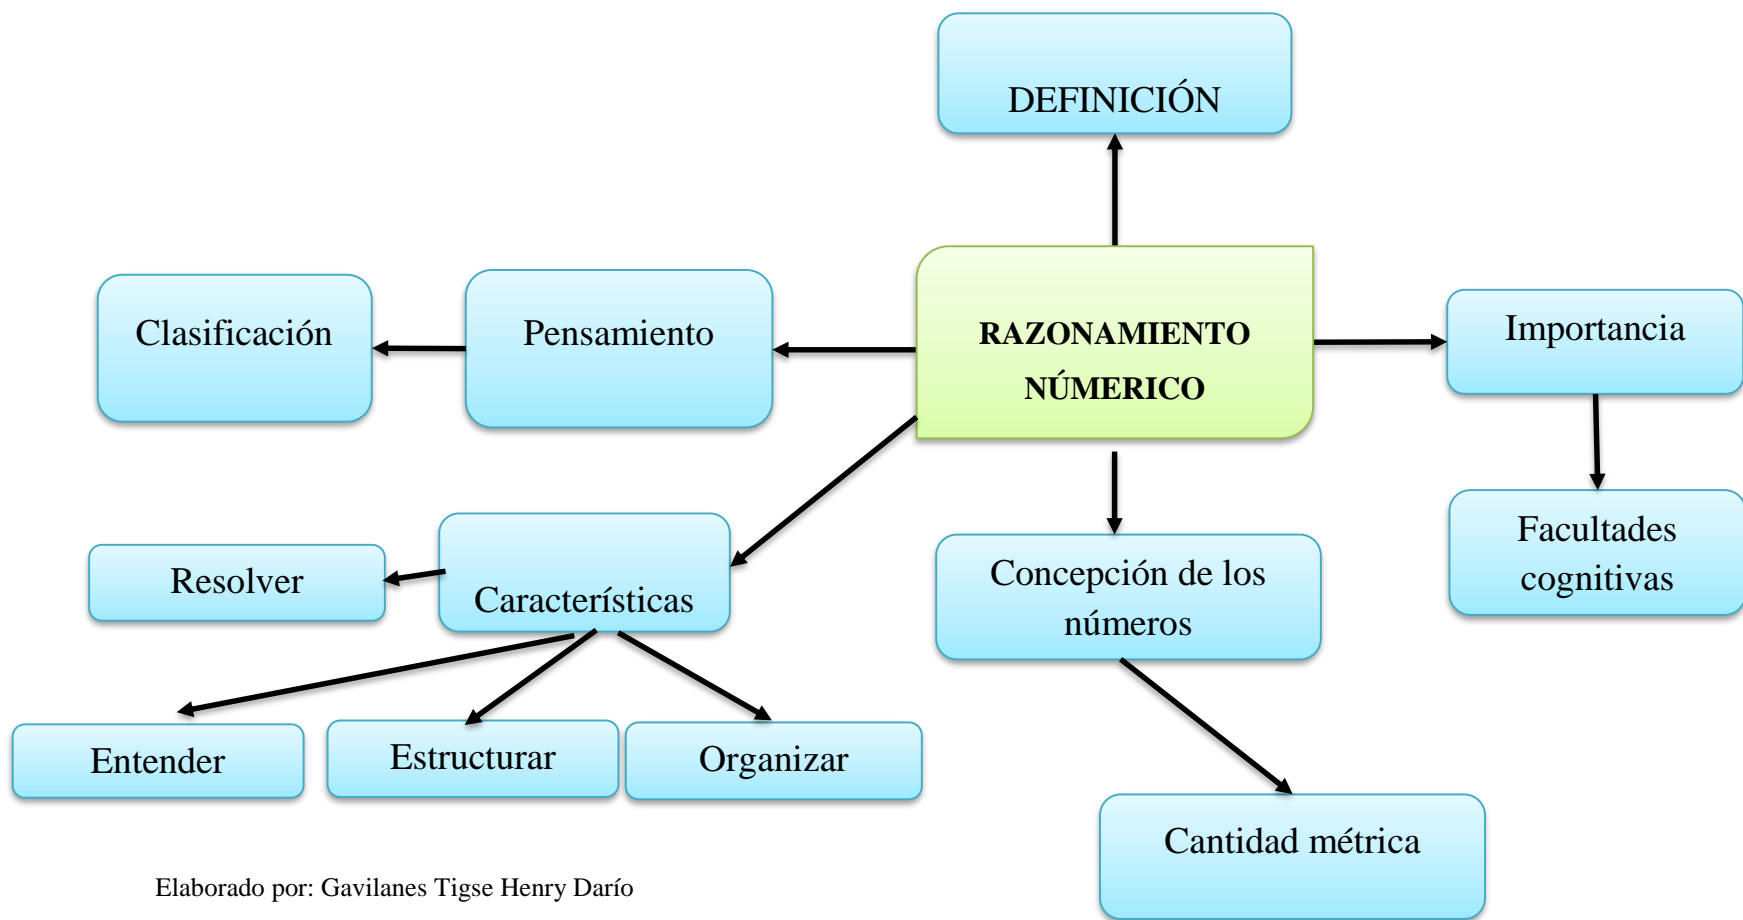 DEFINICIÓN
Clasificación
Pensamiento
RAZONAMIENTO
NÚMERICO
Importancia
Resolver
Características
Concepción de los
números
Facultades
cognitivas
Entender
Estructurar
Organizar
Cantidad métrica
Elaborado por: Gavilanes Tigse Henry Darío